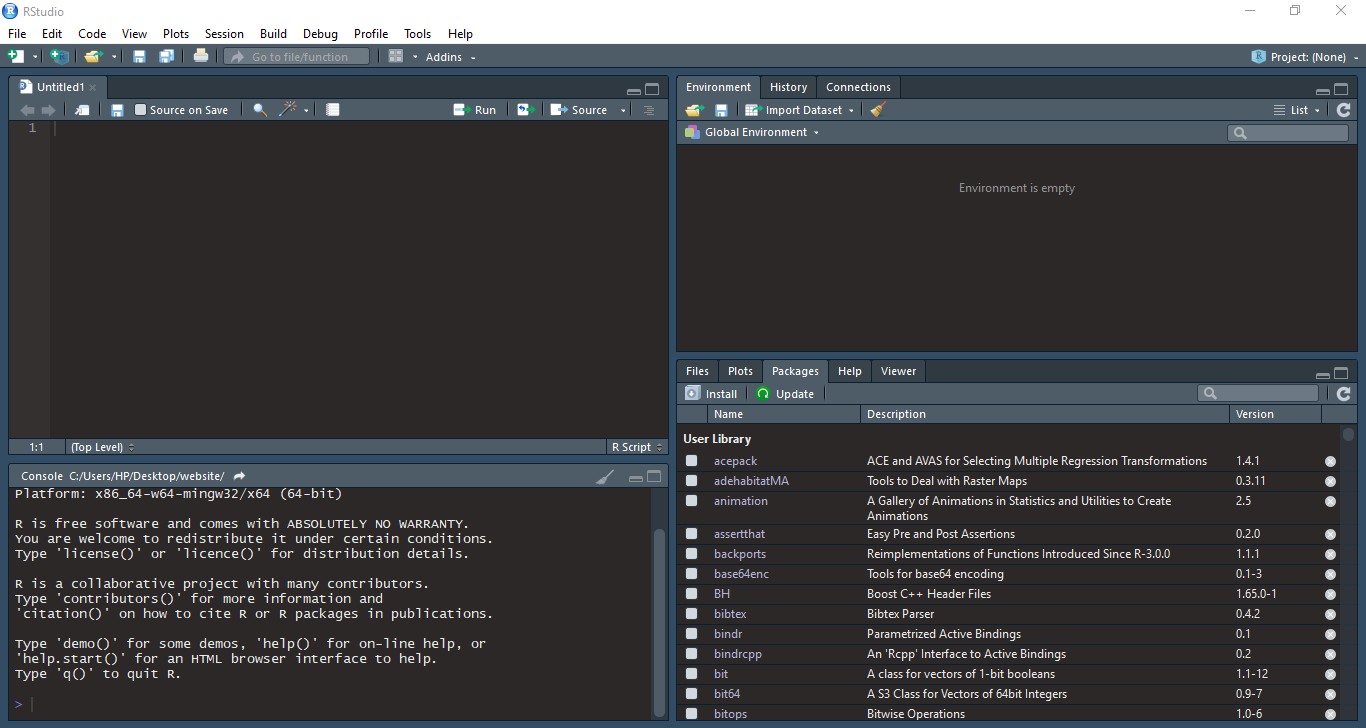 RStudio
File Edit Code View Plots Session Build Debug Profile Tools Help
Go to file/function Addins Project: (None)
Untitled1
Source on Save Run Source
1
1:1 (Top Level) R Script
Console C:/Users/HP/Desktop/website/
Platform: x86_64-w64-mingw32/x64 (64-bit)
R is free software and comes with ABSOLUTELY NO WARRANTY.
You are welcome to redistribute it under certain conditions.
Type 'license()' or 'licence()' for distribution details.
R is a collaborative project with many contributors.
Type 'contributors()' for more information and
'citation()' on how to cite R or R packages in publications.
Type 'demo()' for some demos, 'help()' for on-line help, or
'help.start()' for an HTML browser interface to help.
Type 'q()' to quit R.
>
Environment History Connections
Import Dataset List
Global Environment
Environment is empty
Files Plots Packages Help Viewer
Install Update
Name Description Version
User Library
acepack ACE and AVAS for Selecting Multiple Regression Transformations 1.4.1
adehabitatMA Tools to Deal with Raster Maps 0.3.11
animation A Gallery of Animations in Statistics and Utilities to Create 2.5
Animations
assertthat Easy Pre and Post Assertions 0.2.0
backports Reimplementations of Functions Introduced Since R-3.0.0 1.1.1
base64enc Tools for base64 encoding 0.1-3
BH Boost C++ Header Files 1.65.0-1
bibtex Bibtex Parser 0.4.2
bindr Parametrized Active Bindings 0.1
bindrcpp An 'Rcpp' Interface to Active Bindings 0.2
bit A class for vectors of 1-bit booleans 1.1-12
bit64 A S3 Class for Vectors of 64bit Integers 0.9-7
bitops Bitwise Operations 1.0-6